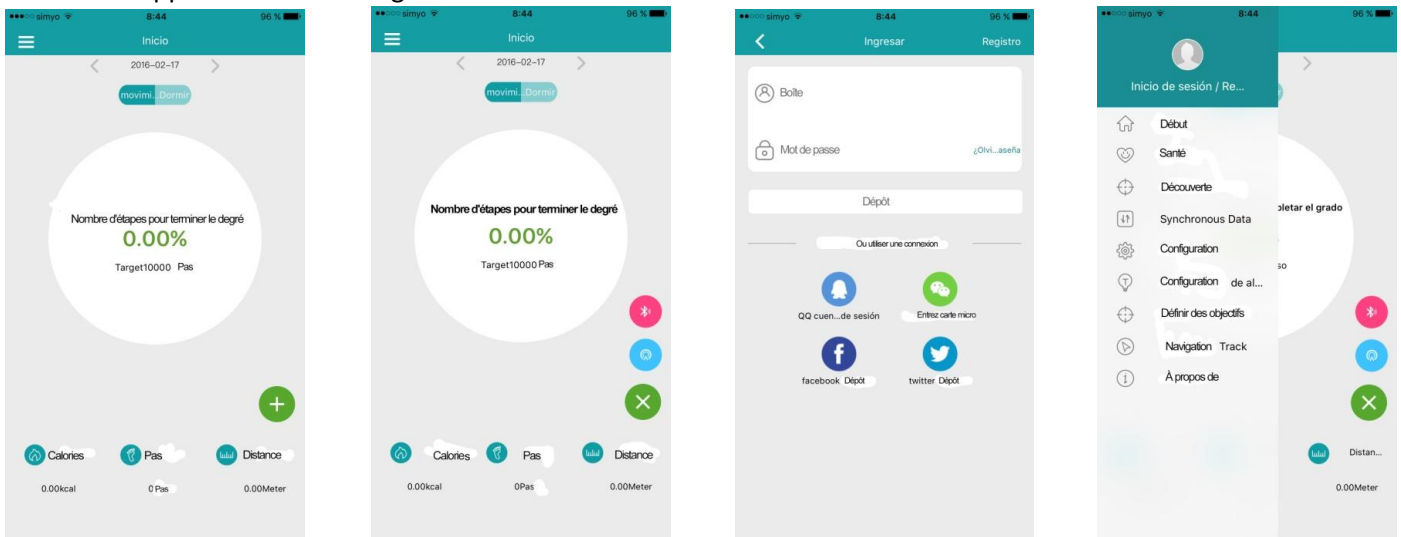 simyo 8:44 96 %
Inicio
2016-02-17
movimi...Dormir
Nombre d'étapes pour terminer le degré
0.00%
Target10000 Pas
Calories Pas Distance
0.00kcal 0 Pas 0.00Meter
simyo 8:44 96 %
Inicio
2016-02-17
movimi...Dormir
Nombre d'étapes pour terminer le degré
0.00%
Target10000 Pas
Calories Pas Distance
0.00kcal 0Pas 0.00Meter
simyo 8:44 96 %
Ingresar Registro
Boîte
Mot de passe ¿Olvi...aseña
Dépôt
Ou utiliser une connexion
QQ cuen...de sesión Entrez carte micro
facebook Dépôt twitter Dépôt
simyo 8:44 96 %
Inicio de sesión / Re...
Début
Santé
Découverte
Synchronous Data
Configuration
Configuration de al...
Définir des objectifs
Navigation Track
À propos de
pletar el grado
so
Distan...
0.00Meter